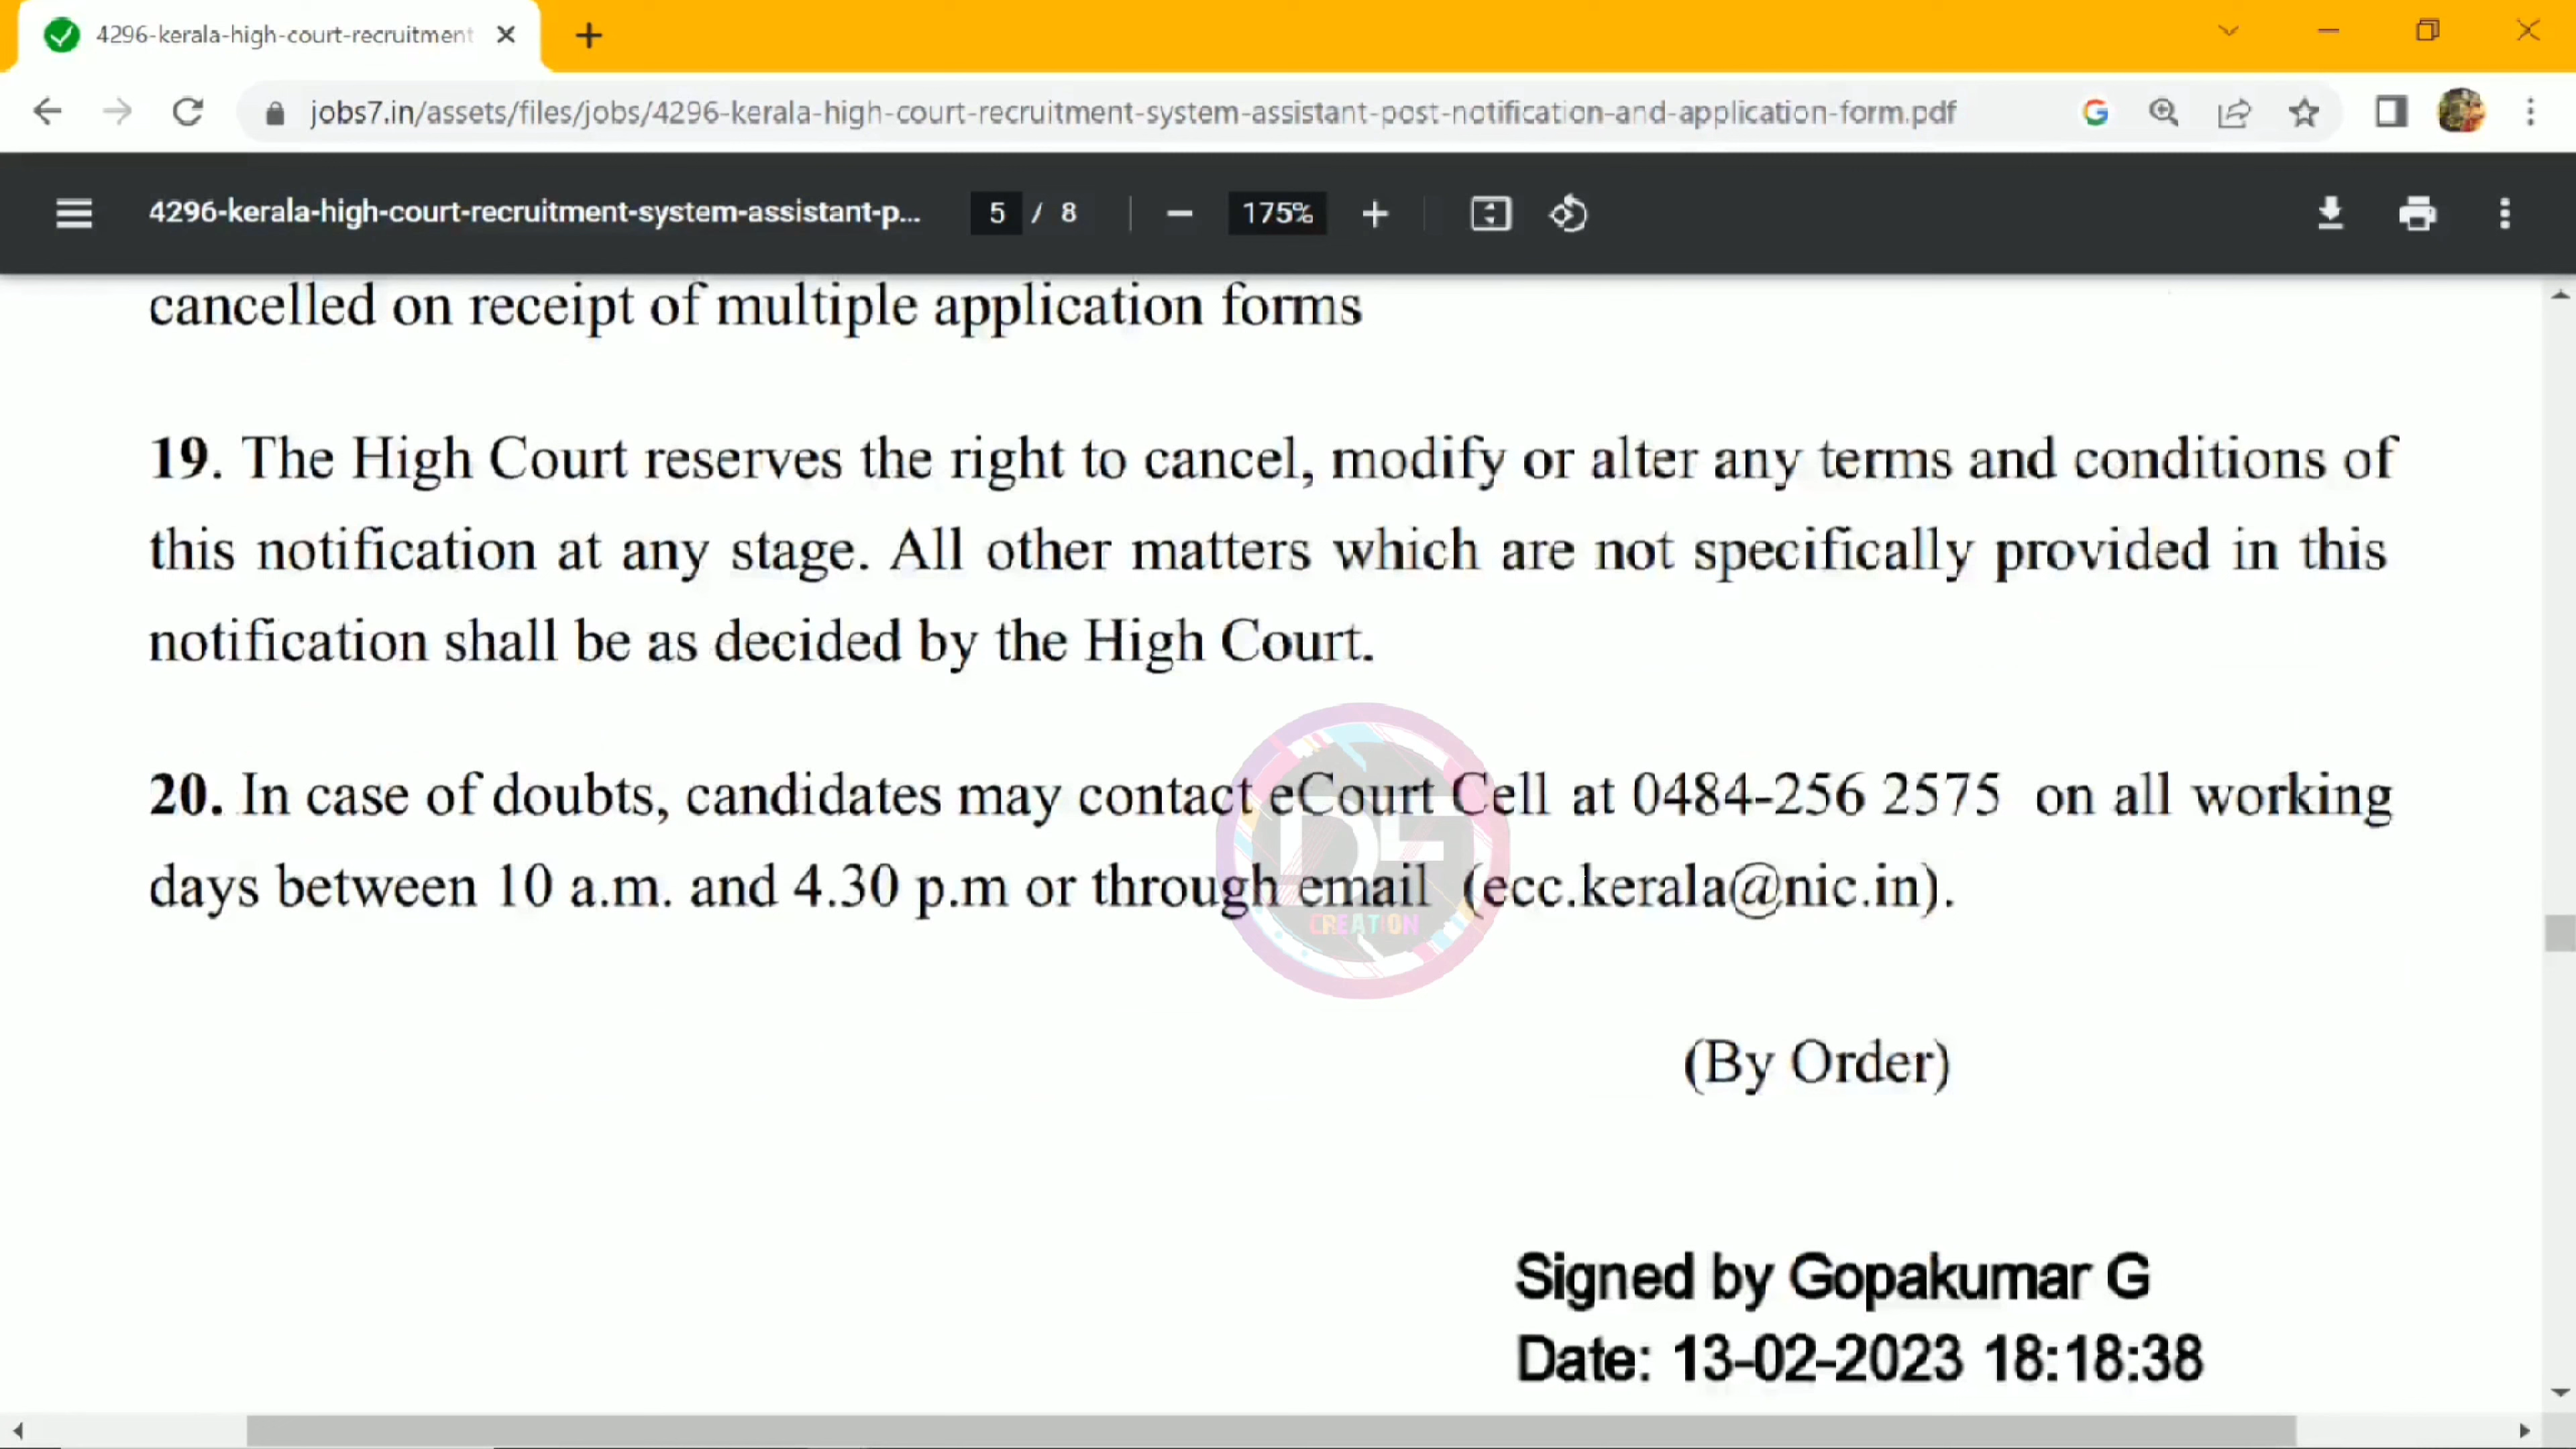 4296-kerala-high-court-recruitment
jobs7.in/assets/files/jobs/4296-kerala-high-court-recruitment-system-assistant-post-notification-and-application-form.pdf
4296-kerala-high-court-recruitment-system-assistant-p... 5 / 8 175%
cancelled on receipt of multiple application forms
19. The High Court reserves the right to cancel, modify or alter any terms and conditions of
this notification at any stage. All other matters which are not specifically provided in this
notification shall be as decided by the High Court.
20. In case of doubts, candidates may contact eCourt Cell at 0484-256 2575 on all working
days between 10 a.m. and 4.30 p.m or through email (ecc.kerala@nic.in).
CREATION
(By Order)
Signed by Gopakumar G
Date: 13-02-2023 18:18:38